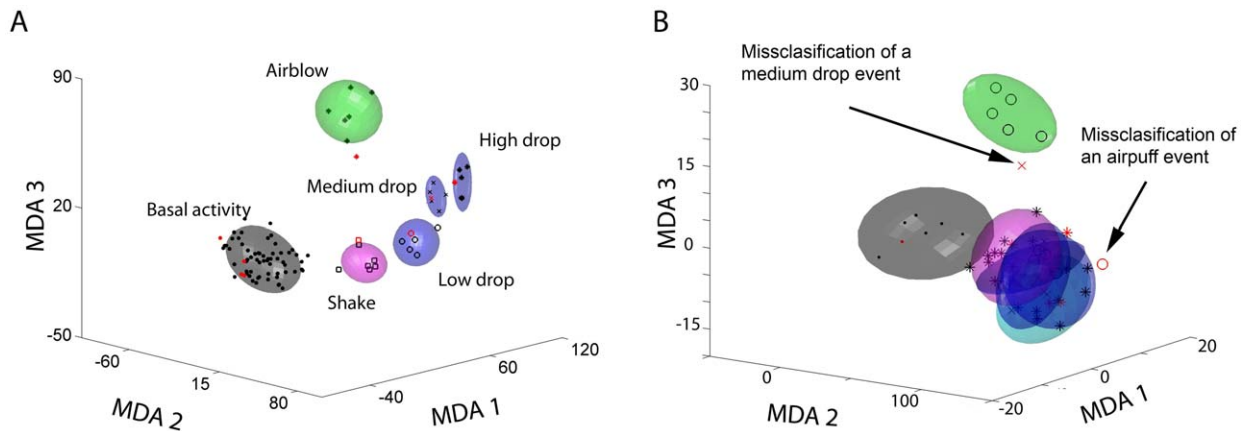 A
90
20
-50
MDA 3
-60
15
80
MDA 2
-40
60
120
MDA 1
Airblow
High drop
Medium drop
Basal activity
Shake
Low drop
B
Missclasification of a
medium drop event
Missclasification of
an airpuff event
30
15
0
-15
MDA 3
0
100
MDA 2
-20
0
20
MDA 1